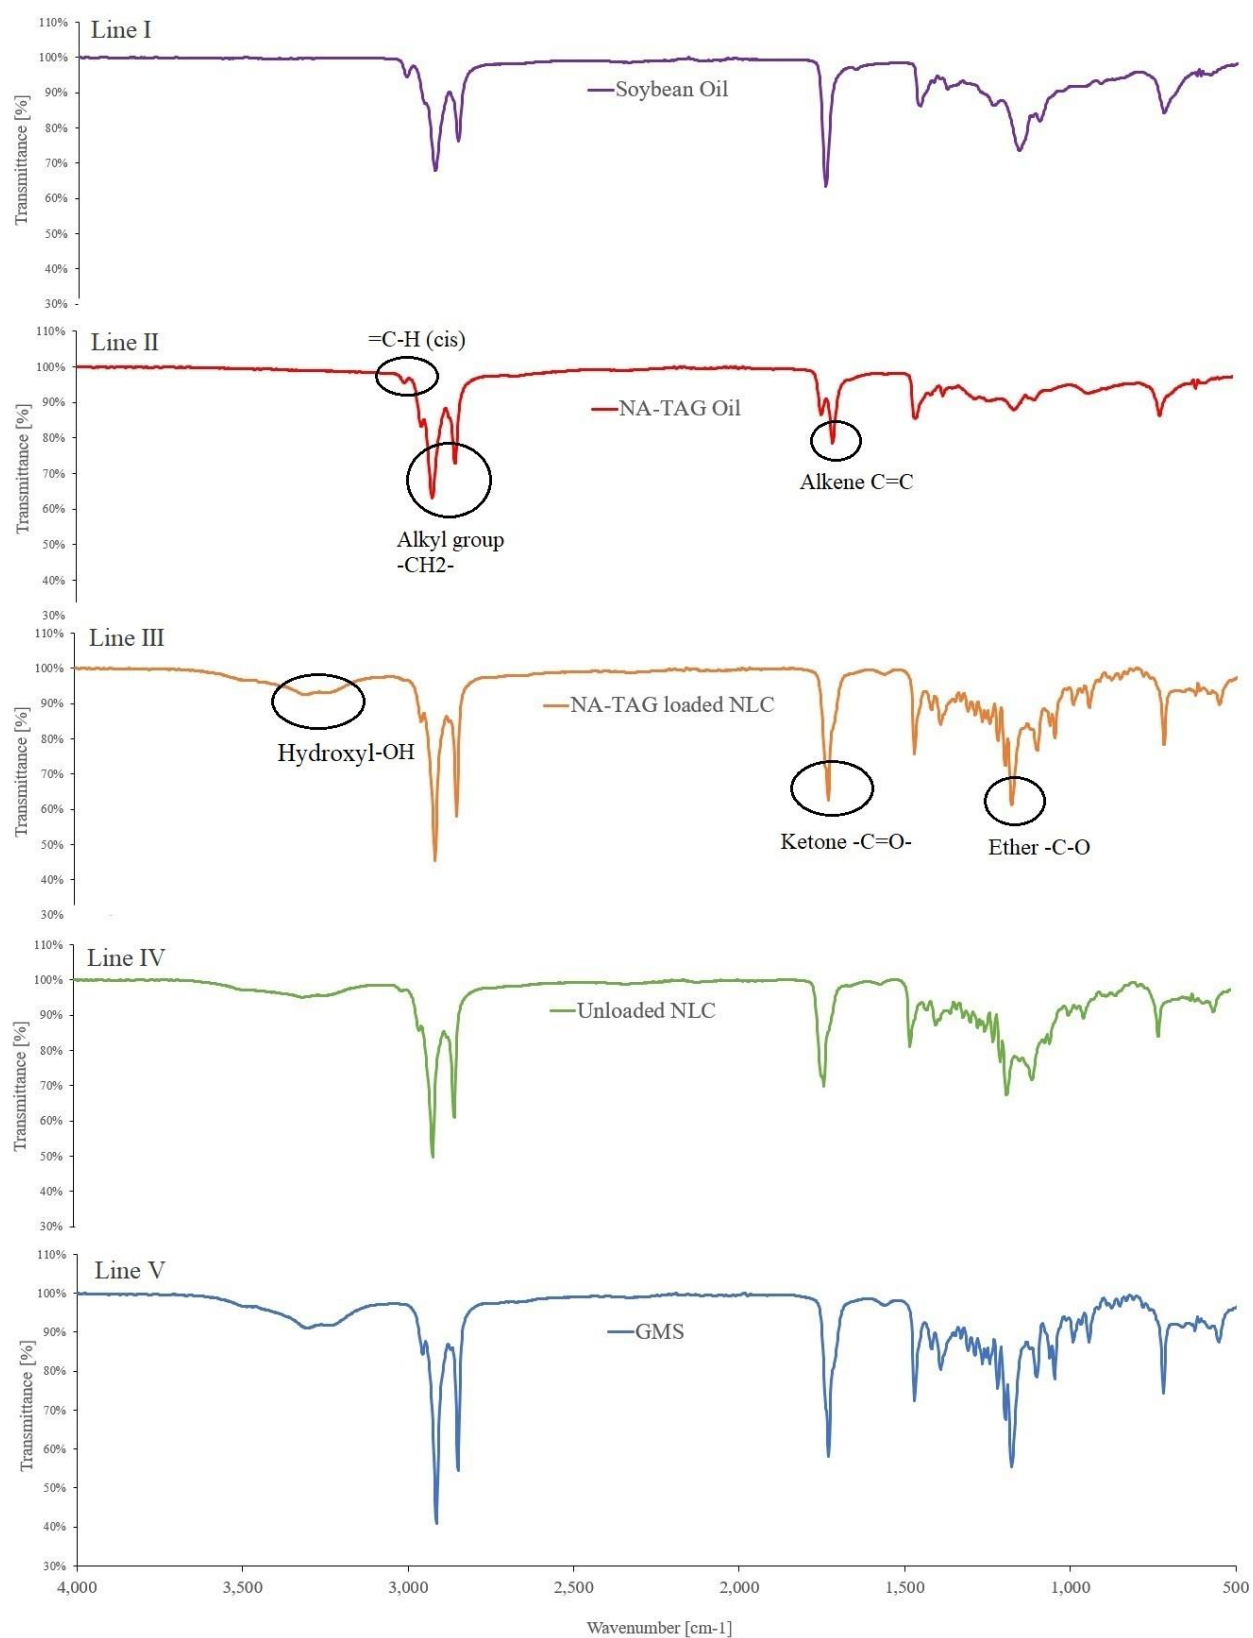 Line I
110%
100%
90%
80%
70%
60%
50%
40%
30%
Transmittance [%]
Soybean Oil
Line II
110%
100%
90%
80%
70%
60%
50%
40%
30%
Transmittance [%]
=C-H (cis)
NA-TAG Oil
Alkene C=C
Alkyl group
-CH2-
Line III
110%
100%
90%
80%
70%
60%
50%
40%
30%
Transmittance [%]
NA-TAG loaded NLC
Hydroxyl-OH
Ketone -C=O-
Ether -C-O
Line IV
110%
100%
90%
80%
70%
60%
50%
40%
30%
Transmittance [%]
Unloaded NLC
Line V
110%
100%
90%
80%
70%
60%
50%
40%
30%
Transmittance [%]
GMS
4,000 3,500 3,000 2,500 2,000 1,500 1,000 500
Wavenumber [cm-1]